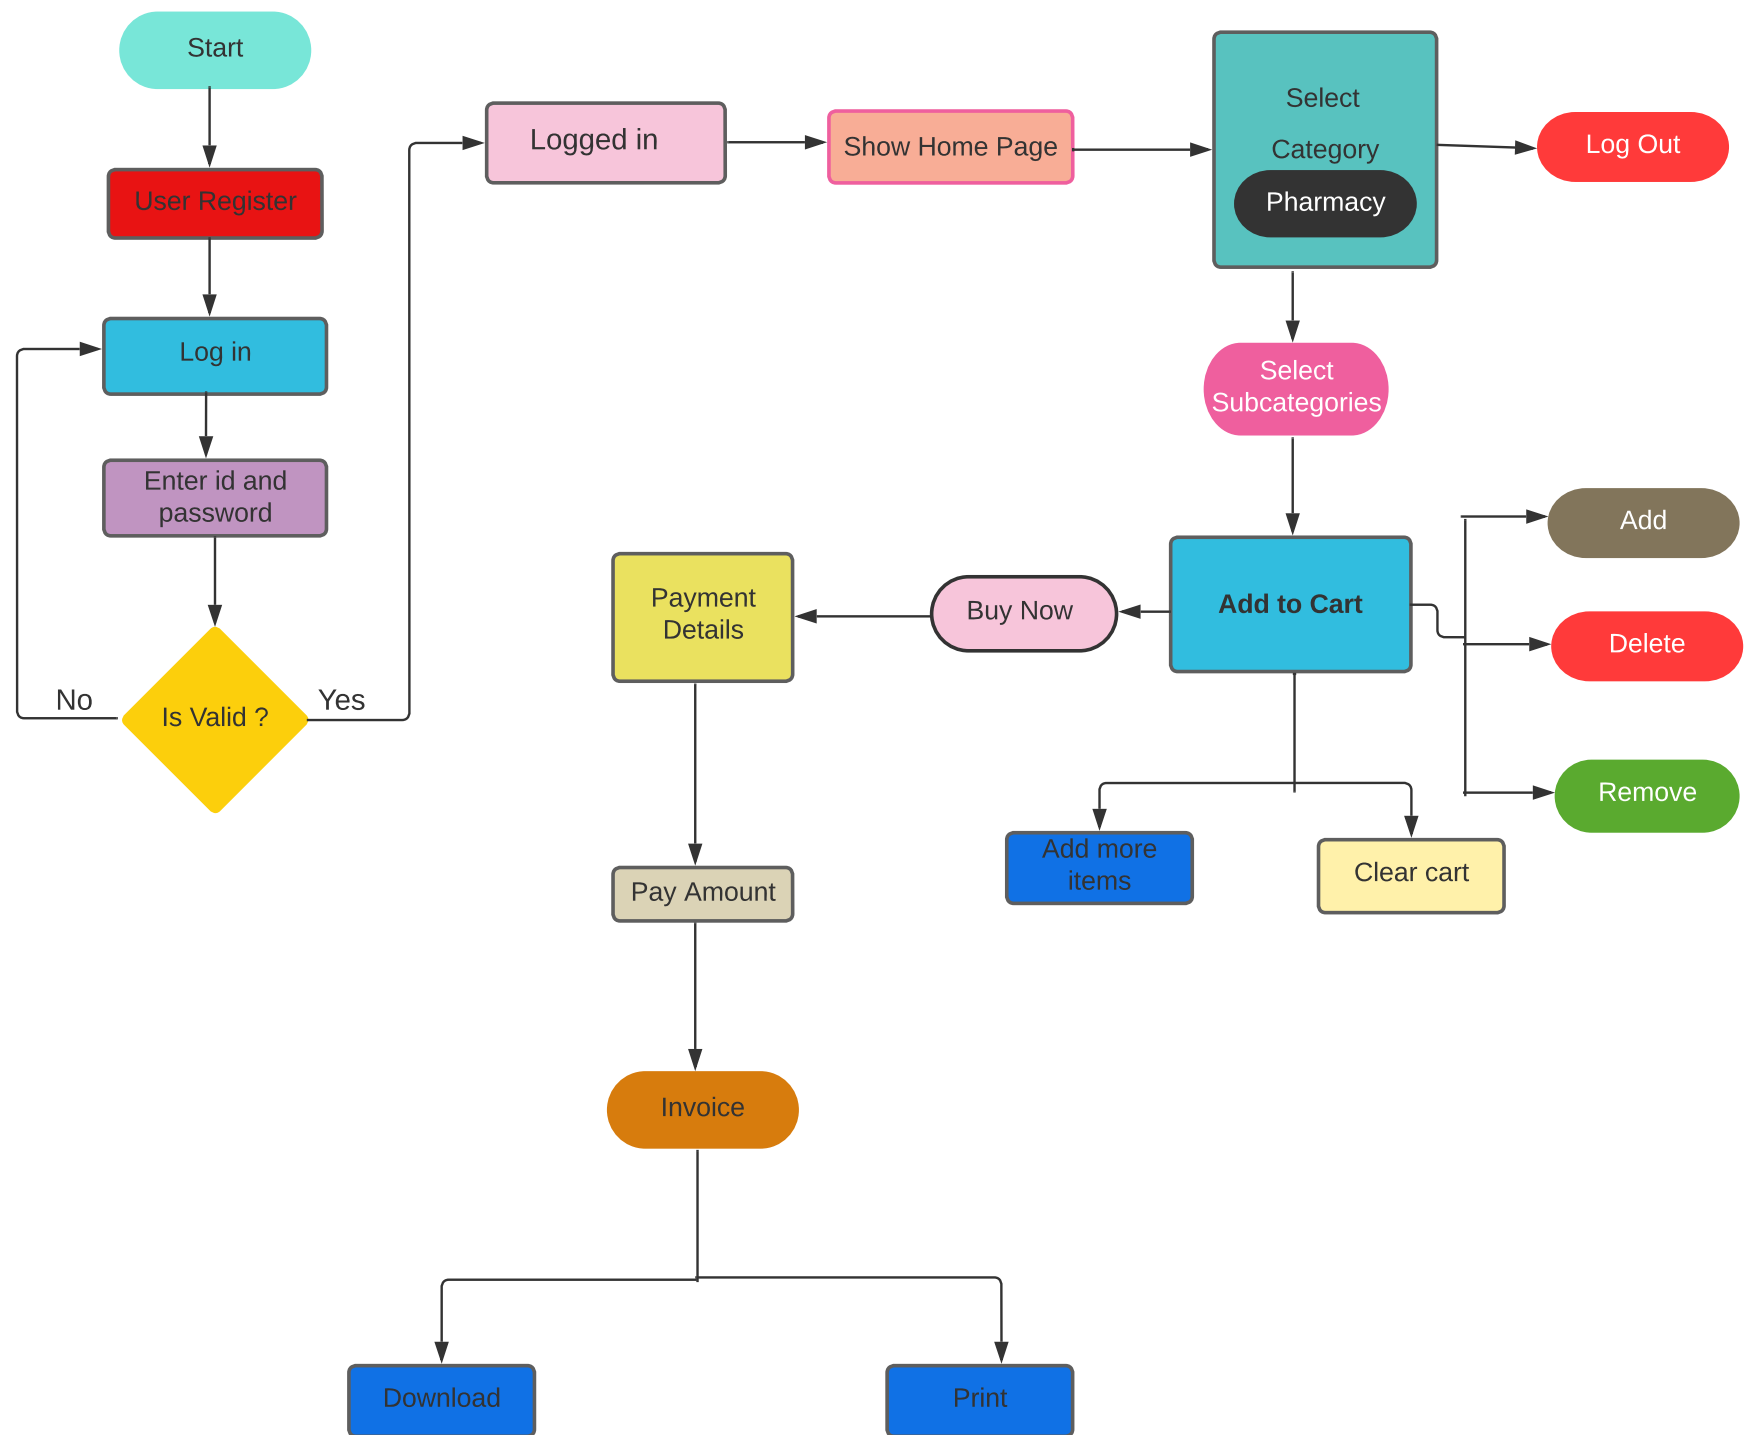 Start
User Register
Log in
Enter id and
password
Is Valid ?
No
Yes
Logged in
Show Home Page
Select
Category
Pharmacy
Log Out
Select
Subcategories
Add to Cart
Add
Delete
Remove
Buy Now
Payment
Details
Add more
items
Clear cart
Pay Amount
Invoice
Download
Print